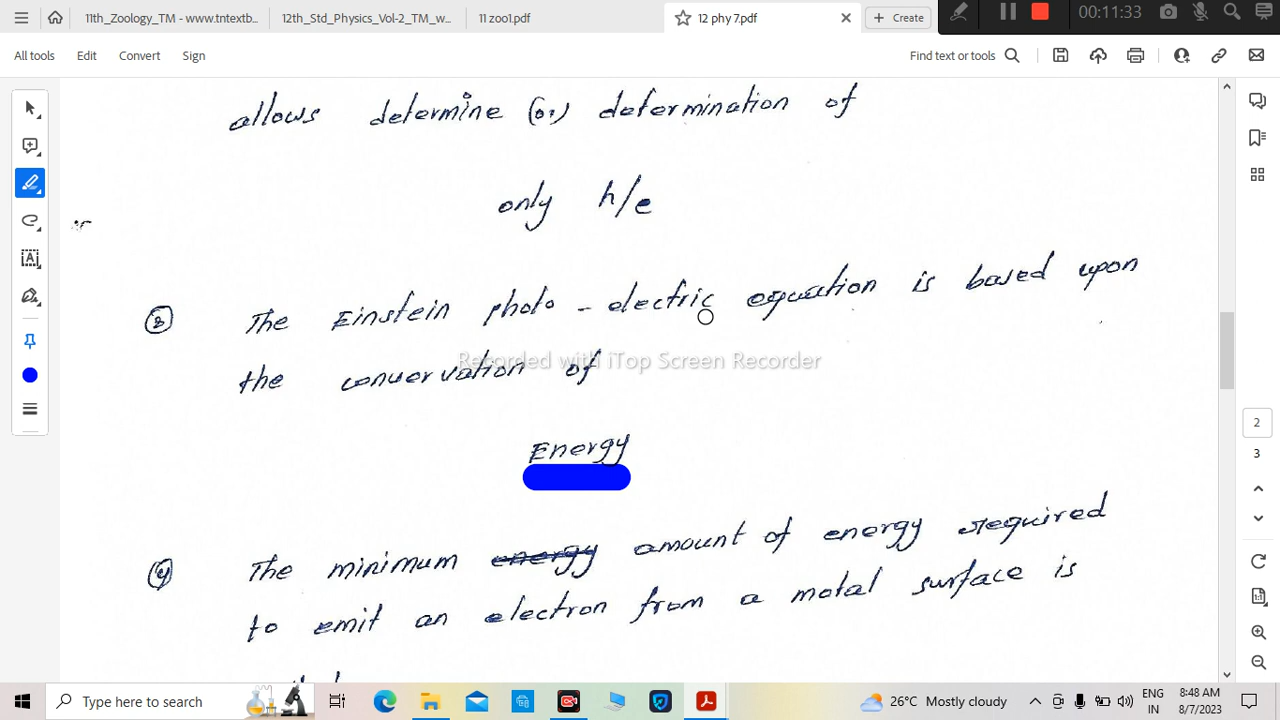 11th_Zoology_TM - www.tntextb...
12th_Std_Physics_Vol-2_TM_w...
11 zoo1.pdf
12 phy 7.pdf
Create
00:11:33
All tools
Edit
Convert
Sign
Find text or tools
allows determine (or) determination of
only h/e
③ The Einstein photo - electric equation is based upon
the conservation of
Recorded with iTop Screen Recorder
Energy
④ The minimum energy amount of energy required
to emit an electron from a metal surface is
2
3
Type here to search
26°C Mostly cloudy
ENG
IN
8:48 AM
8/7/2023